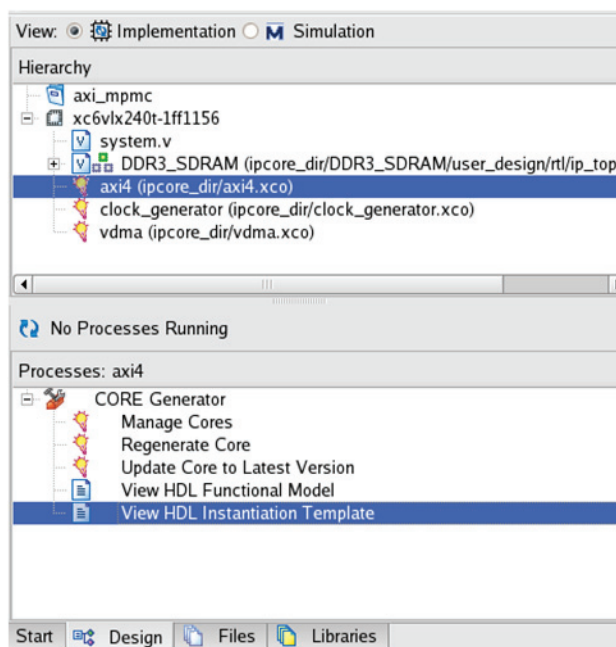 View: Implementation Simulation
Hierarchy
axi_mpmc
xc6vlx240t-1ff1156
system.v
DDR3_SDRAM (ipcore_dir/DDR3_SDRAM/user_design/rtl/ip_top
axi4 (ipcore_dir/axi4.xco)
clock_generator (ipcore_dir/clock_generator.xco)
vdma (ipcore_dir/vdma.xco)
No Processes Running
Processes: axi4
CORE Generator
Manage Cores
Regenerate Core
Update Core to Latest Version
View HDL Functional Model
View HDL Instantiation Template
Start Design Files Libraries